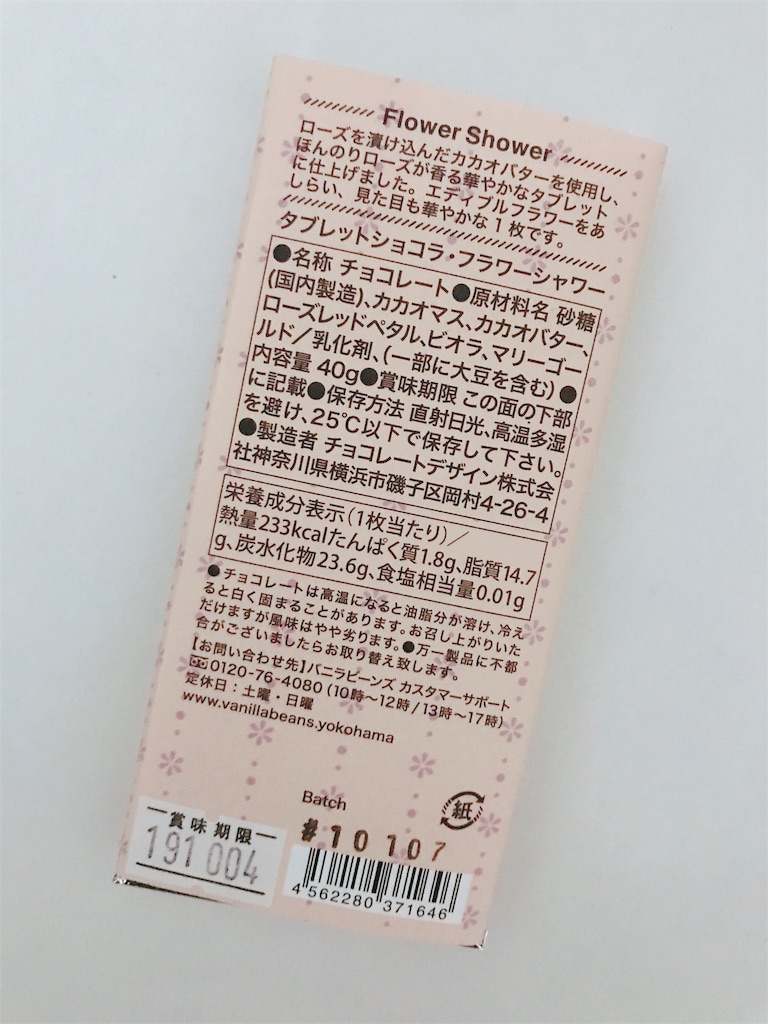 Flower Shower
ローズを漬け込んだカカオバターを使用し、
ほんのりローズが香る華やかなタブレット
に仕上げました。エディブルフラワーをあ
しらい、見た目も華やかな1枚です。
タブレットショコラ・フラワーシャワー
●名称 チョコレート●原材料名 砂糖
(国内製造)、カカオマス、カカオバター、
ローズレッドペタル、ビオラ、マリーゴー
ルド／乳化剤、(一部に大豆を含む)●
内容量 40g●賞味期限 この面の下部
に記載●保存方法 直射日光、高温多湿
を避け、25℃以下で保存して下さい。
●製造者 チョコレートデザイン株式会
社神奈川県横浜市磯子区岡村4-26-4
栄養成分表示(1枚当たり)／
熱量233kcalたんぱく質1.8g、脂質14.7
g、炭水化物23.6g、食塩相当量0.01g
●チョコレートは高温になると油脂分が溶け、冷え
ると白く固まることがあります。お召し上がりいた
だけますが風味はやや劣ります。●万一製品に不都
合がございましたらお取り替え致します。
【お問い合わせ先】バニラビーンズ カスタマーサポート
0120-76-4080(10時〜12時/13時〜17時)
定休日：土曜・日曜
www.vanillabeans.yokohama
Batch
#10107
紙
賞味期限
191004
4 562280 371646